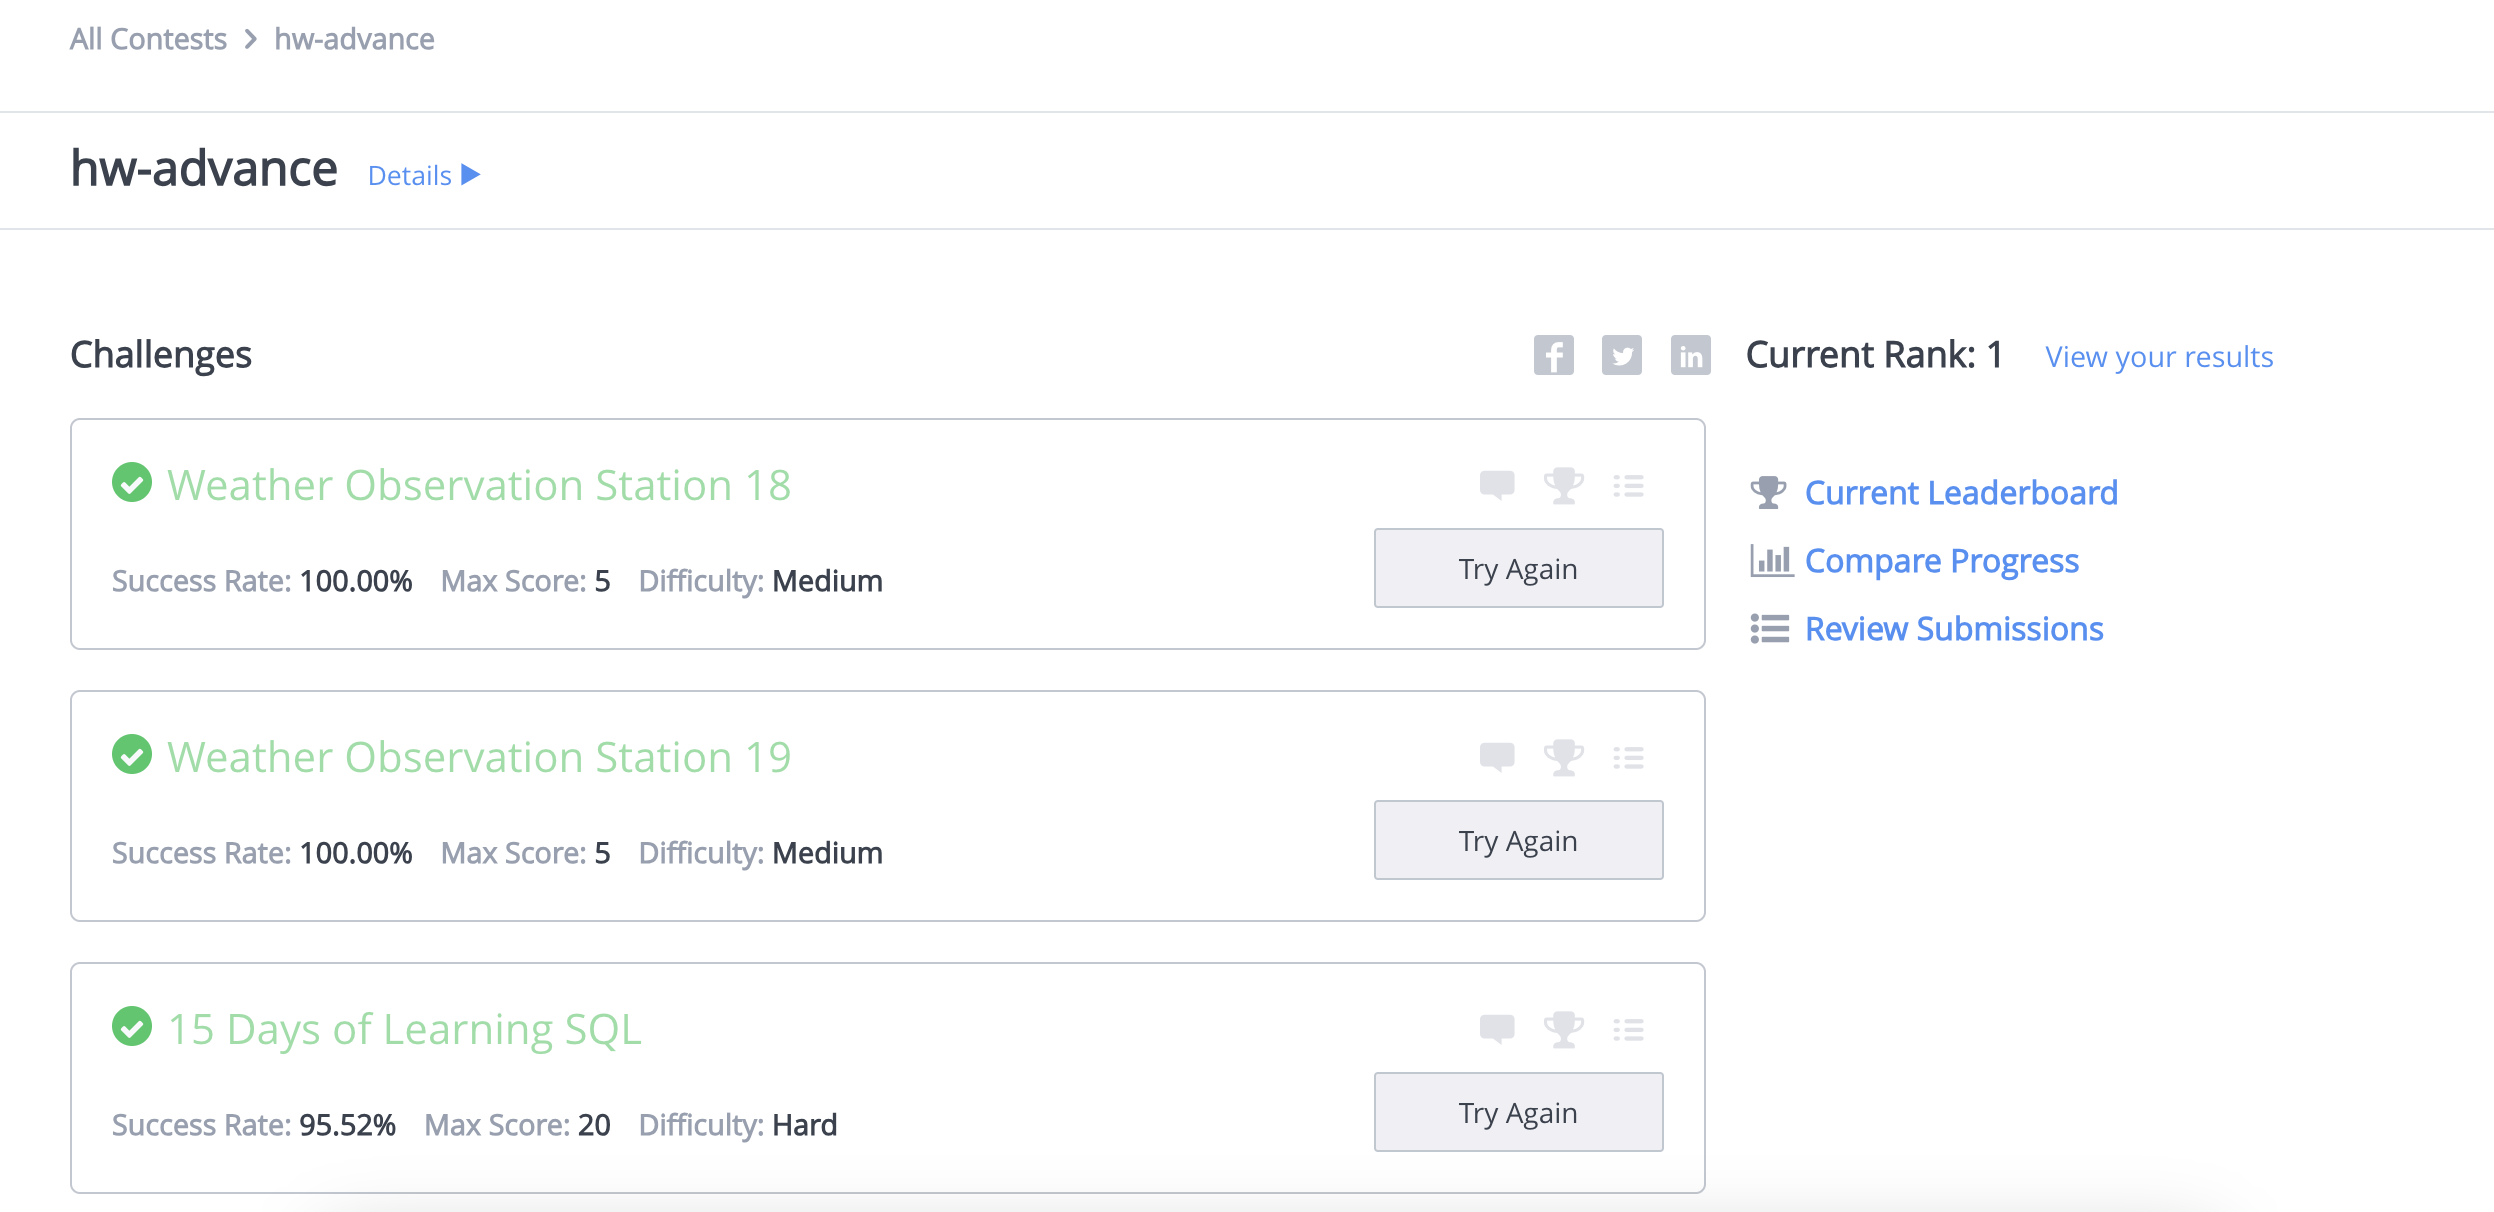 All Contests hw-advance
hw-advance Details
Challenges
Current Rank: 1 View your results
Weather Observation Station 18
Success Rate: 100.00% Max Score: 5 Difficulty: Medium
Try Again
Weather Observation Station 19
Success Rate: 100.00% Max Score: 5 Difficulty: Medium
Try Again
15 Days of Learning SQL
Success Rate: 95.52% Max Score: 20 Difficulty: Hard
Try Again
Current Leaderboard
Compare Progress
Review Submissions